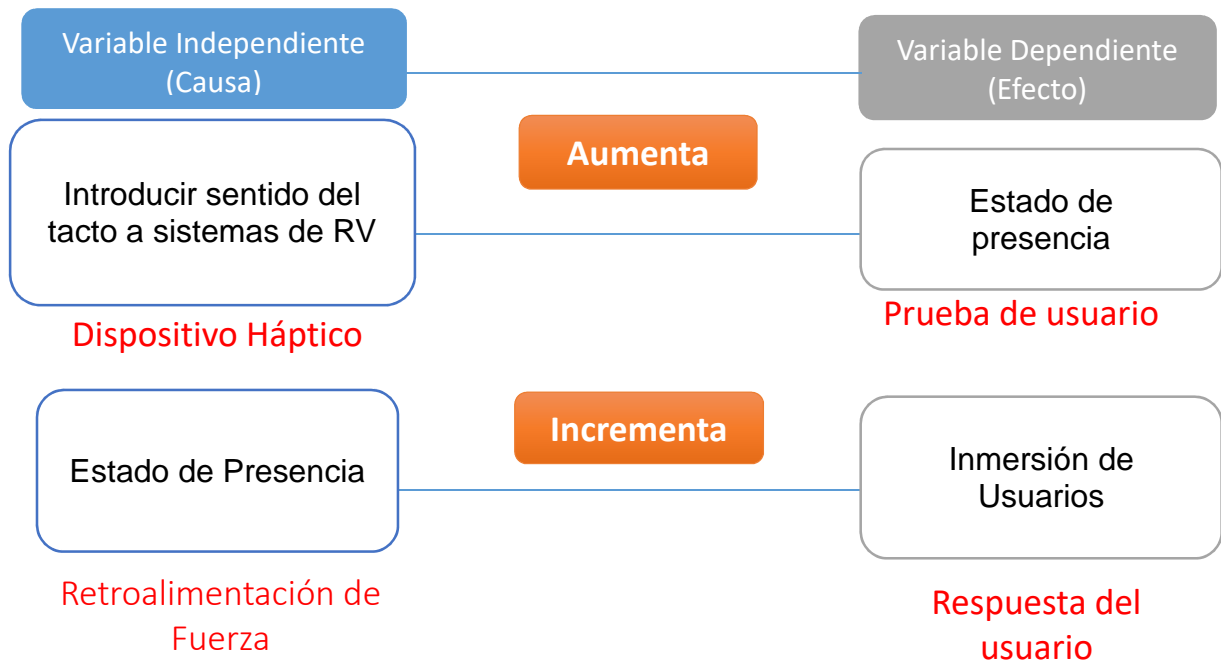 Variable Independiente
(Causa)
Variable Dependiente
(Efecto)
Aumenta
Introducir sentido del
tacto a sistemas de RV
Estado de
presencia
Dispositivo Háptico
Prueba de usuario
Incrementa
Estado de Presencia
Inmersión de
Usuarios
Retroalimentación de
Fuerza
Respuesta del
usuario